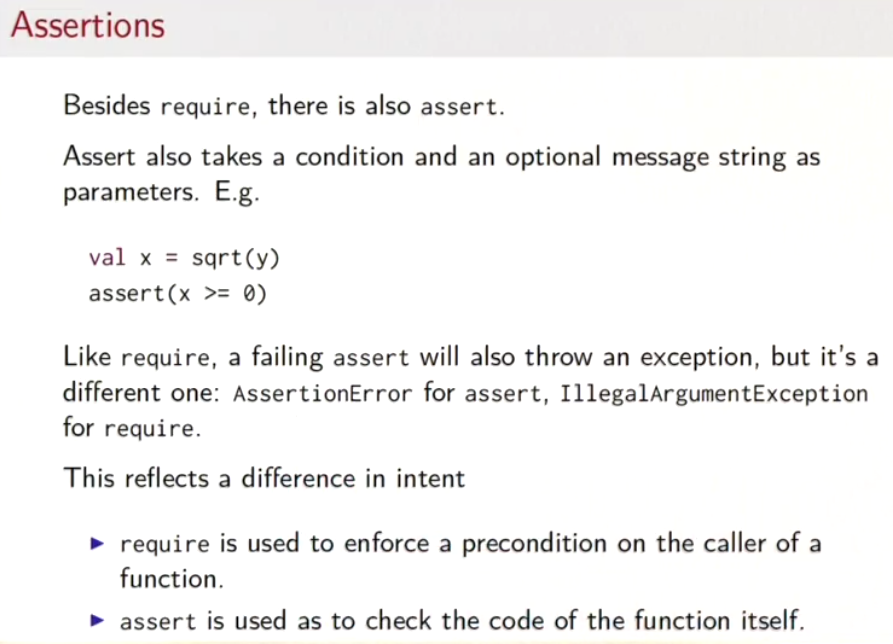 Assertions
Besides require, there is also assert.
Assert also takes a condition and an optional message string as
parameters. E.g.
val x = sqrt(y)
assert(x >= 0)
Like require, a failing assert will also throw an exception, but it's a
different one: AssertionError for assert, IllegalArgumentException
for require.
This reflects a difference in intent
▶ require is used to enforce a precondition on the caller of a
function.
▶ assert is used as to check the code of the function itself.